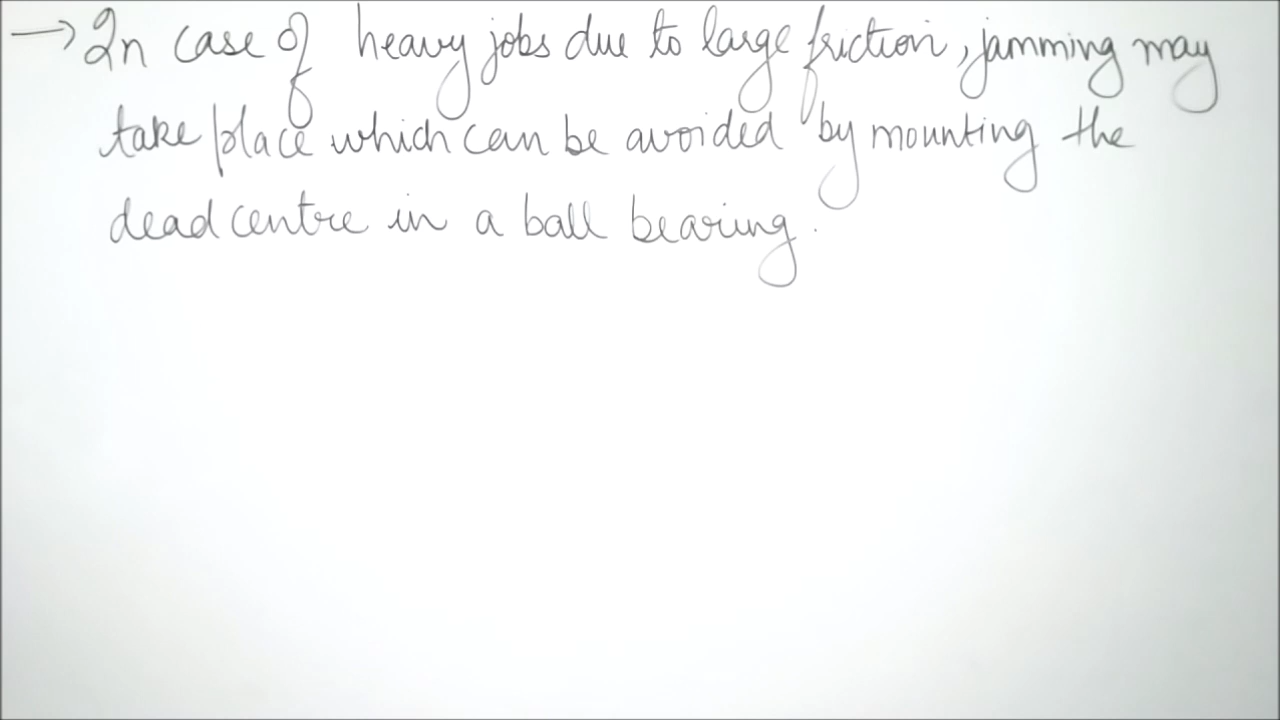 → In case of heavy jobs due to large friction, jamming may
take place which can be avoided by mounting the
dead centre in a ball bearing.